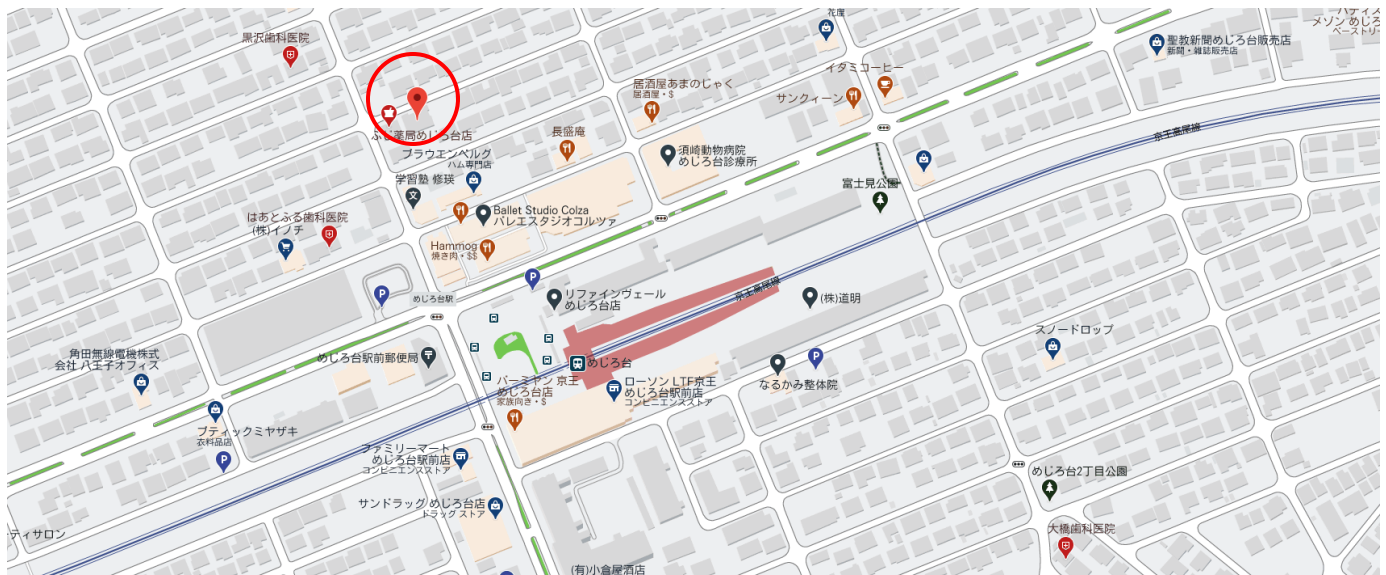 花屋
メゾン めじろ
ベーストリー
黒沢歯科医院
聖教新聞めじろ台販売店
新聞・雑誌販売店
イタミコーヒー
居酒屋あまのじゃく
居酒屋・$
サンクィーン
ふじ薬局めじろ台店
京王高尾線
長盛庵
ブラウエンベルグ
ハム専門店
須崎動物病院
めじろ台診療所
学習塾 修瑛
富士見公園
Ballet Studio Colza
バレエスタジオコルツァ
はあとふる歯科医院
(株)イノチ
Hammog
焼き肉・$$
P
P
京王高尾線
めじろ台駅
リファインヴェール
めじろ台店
(株)道明
スノードロップ
角田無線電機株式
会社 八王子オフィス
めじろ台駅前郵便局
めじろ台
P
バーミヤン 京王
めじろ台店
家族向き・$
ローソン LTF京王
めじろ台駅前店
コンビニエンスストア
なるかみ整体院
ブティックミヤザキ
衣料品店
P
ファミリーマート
めじろ台駅前店
コンビニエンスストア
めじろ台2丁目公園
サンドラッグ めじろ台店
ドラッグ ストア
ティサロン
大橋歯科医院
(有)小倉屋酒店